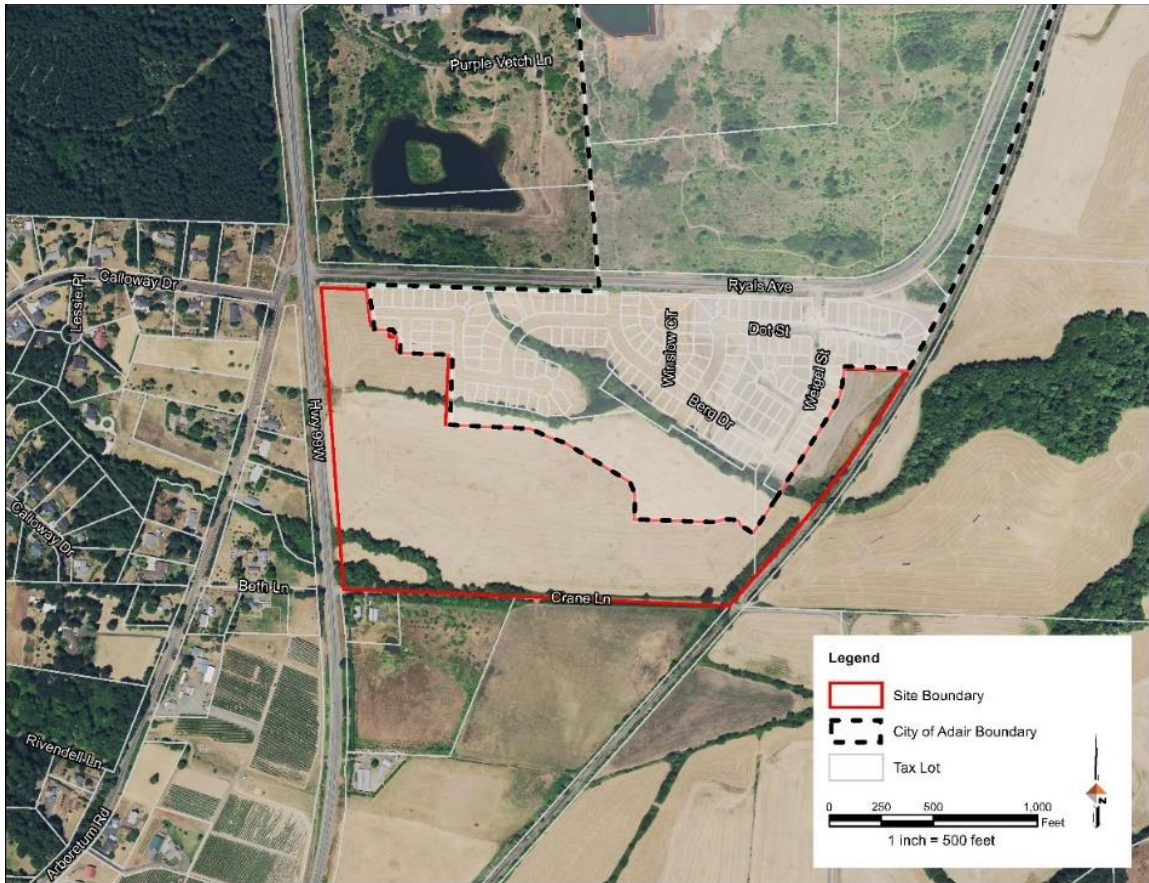 Purple Vetch Ln
Calloway Dr
Lessie Pl
Ryals Ave
Dot St
Winslow CT
Weigel St
Berg Dr
Hwy 99W
Calloway Dr
Beth Ln
Crane Ln
Rivendell Ln
Arboretum Rd
Legend
Site Boundary
City of Adair Boundary
Tax Lot
0 250 500 1,000
Feet
1 inch = 500 feet
N